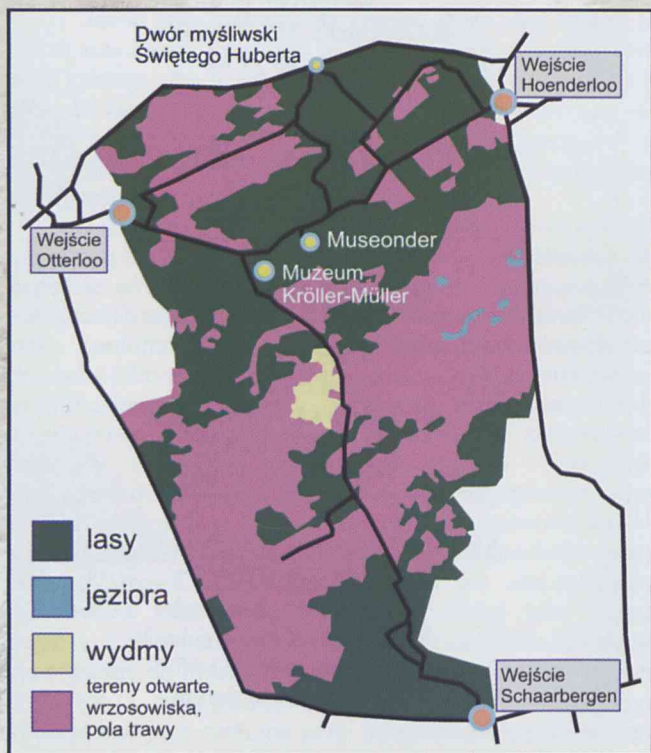 Dwór myśliwski
Świętego Huberta
Wejście
Hoenderloo
Wejście
Otterloo
Museonder
Muzeum
Kröller-Müller
lasy
jeziora
wydmy
tereny otwarte,
wrzosowiska,
pola trawy
Wejście
Schaarbergen